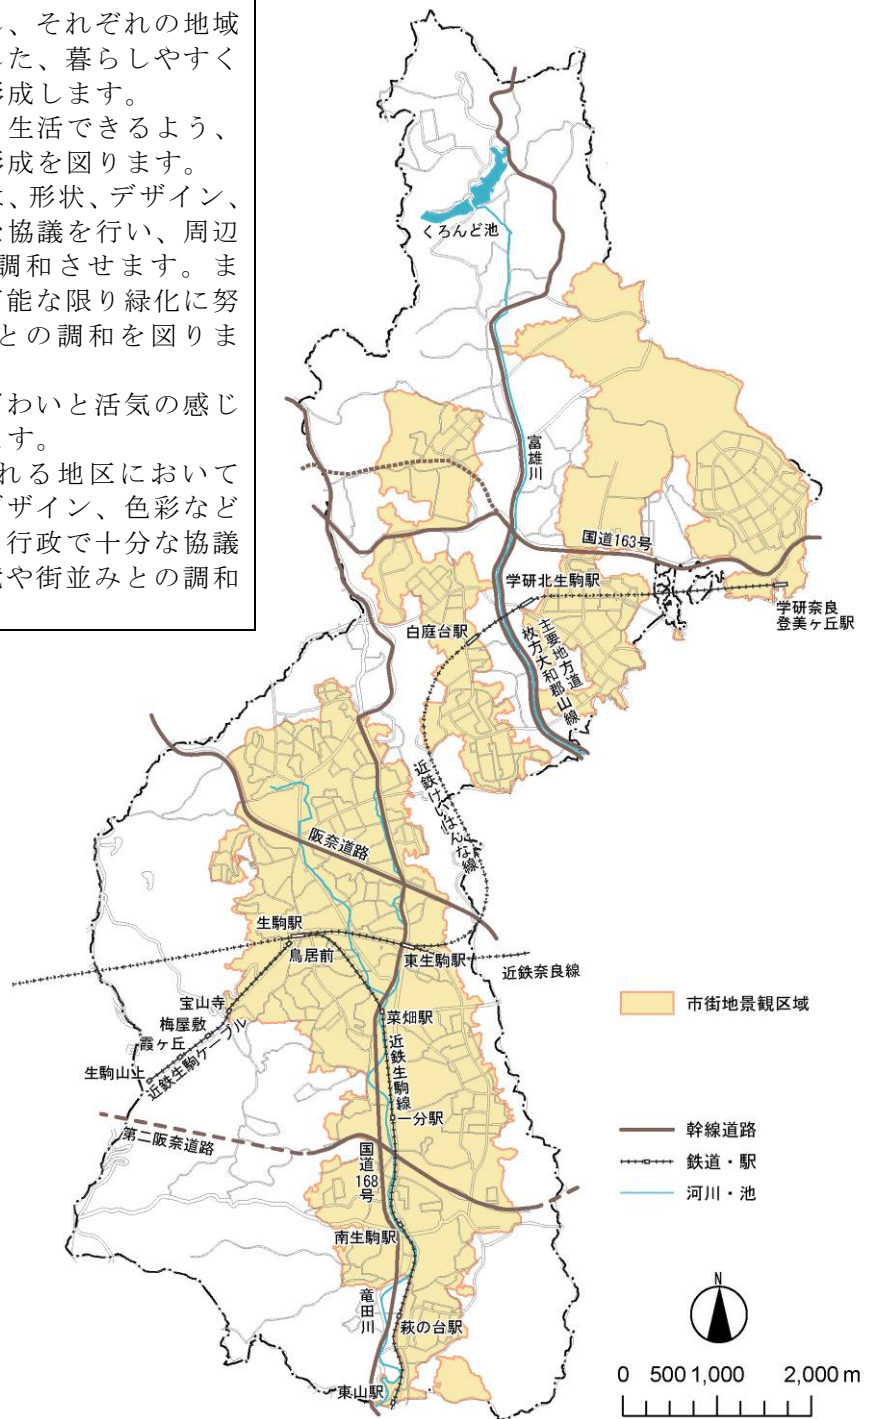 、それぞれの地域
た、暮らしやすく
形成します。
生活できるよう、
形成を図ります。
、形状、デザイン、
な協議を行い、周辺
調和させます。ま
可能な限り緑化に努
との調和を図りま
ぎわいと活気の感じ
ます。
れる地区において
デザイン、色彩など
行政で十分な協議
や街並みとの調和
くろんど池
富雄川
国道163号
学研北生駒駅
学研奈良
登美ヶ丘駅
白庭台駅
主要地方道
枚方大和郡山線
近鉄けいはんな線
阪奈道路
生駒駅
鳥居前
東生駒駅
近鉄奈良線
宝山寺
梅屋敷
霞ヶ丘
生駒山上
近鉄生駒ケーブル
菜畑駅
近鉄生駒線
一分駅
第二阪奈道路
国道168号
南生駒駅
竜田川
萩の台駅
東山駅
市街地景観区域
幹線道路
鉄道・駅
河川・池
N
0 500 1,000 2,000 m